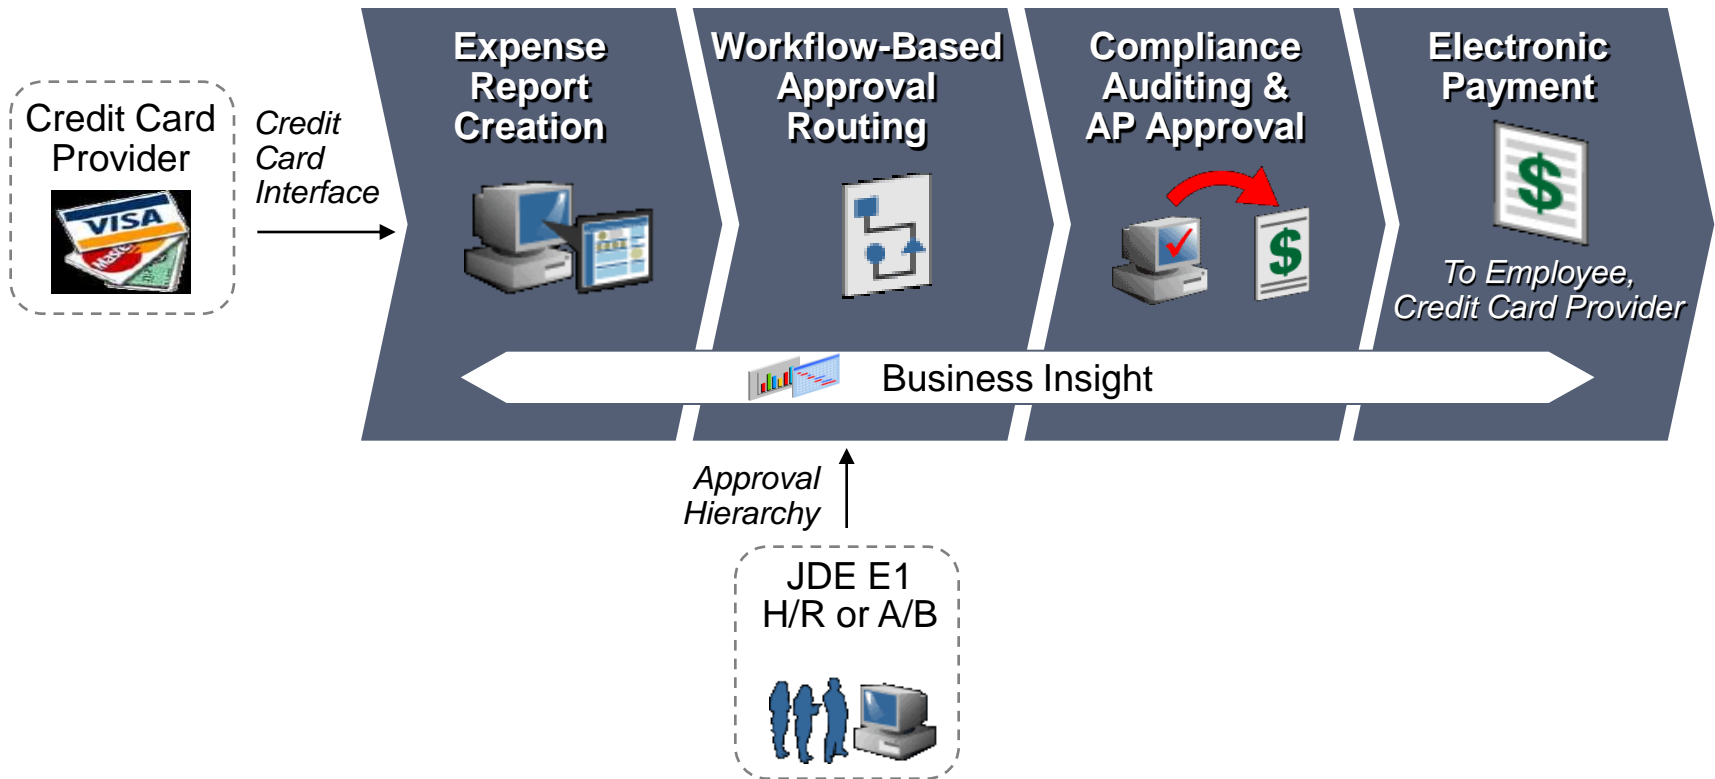 Credit Card
Provider
VISA
Credit
Card
Interface
Expense
Report
Creation
Workflow-Based
Approval
Routing
Compliance
Auditing &
AP Approval
$
Electronic
Payment
$
To Employee,
Credit Card Provider
Business Insight
Approval
Hierarchy
JDE E1
H/R or A/B